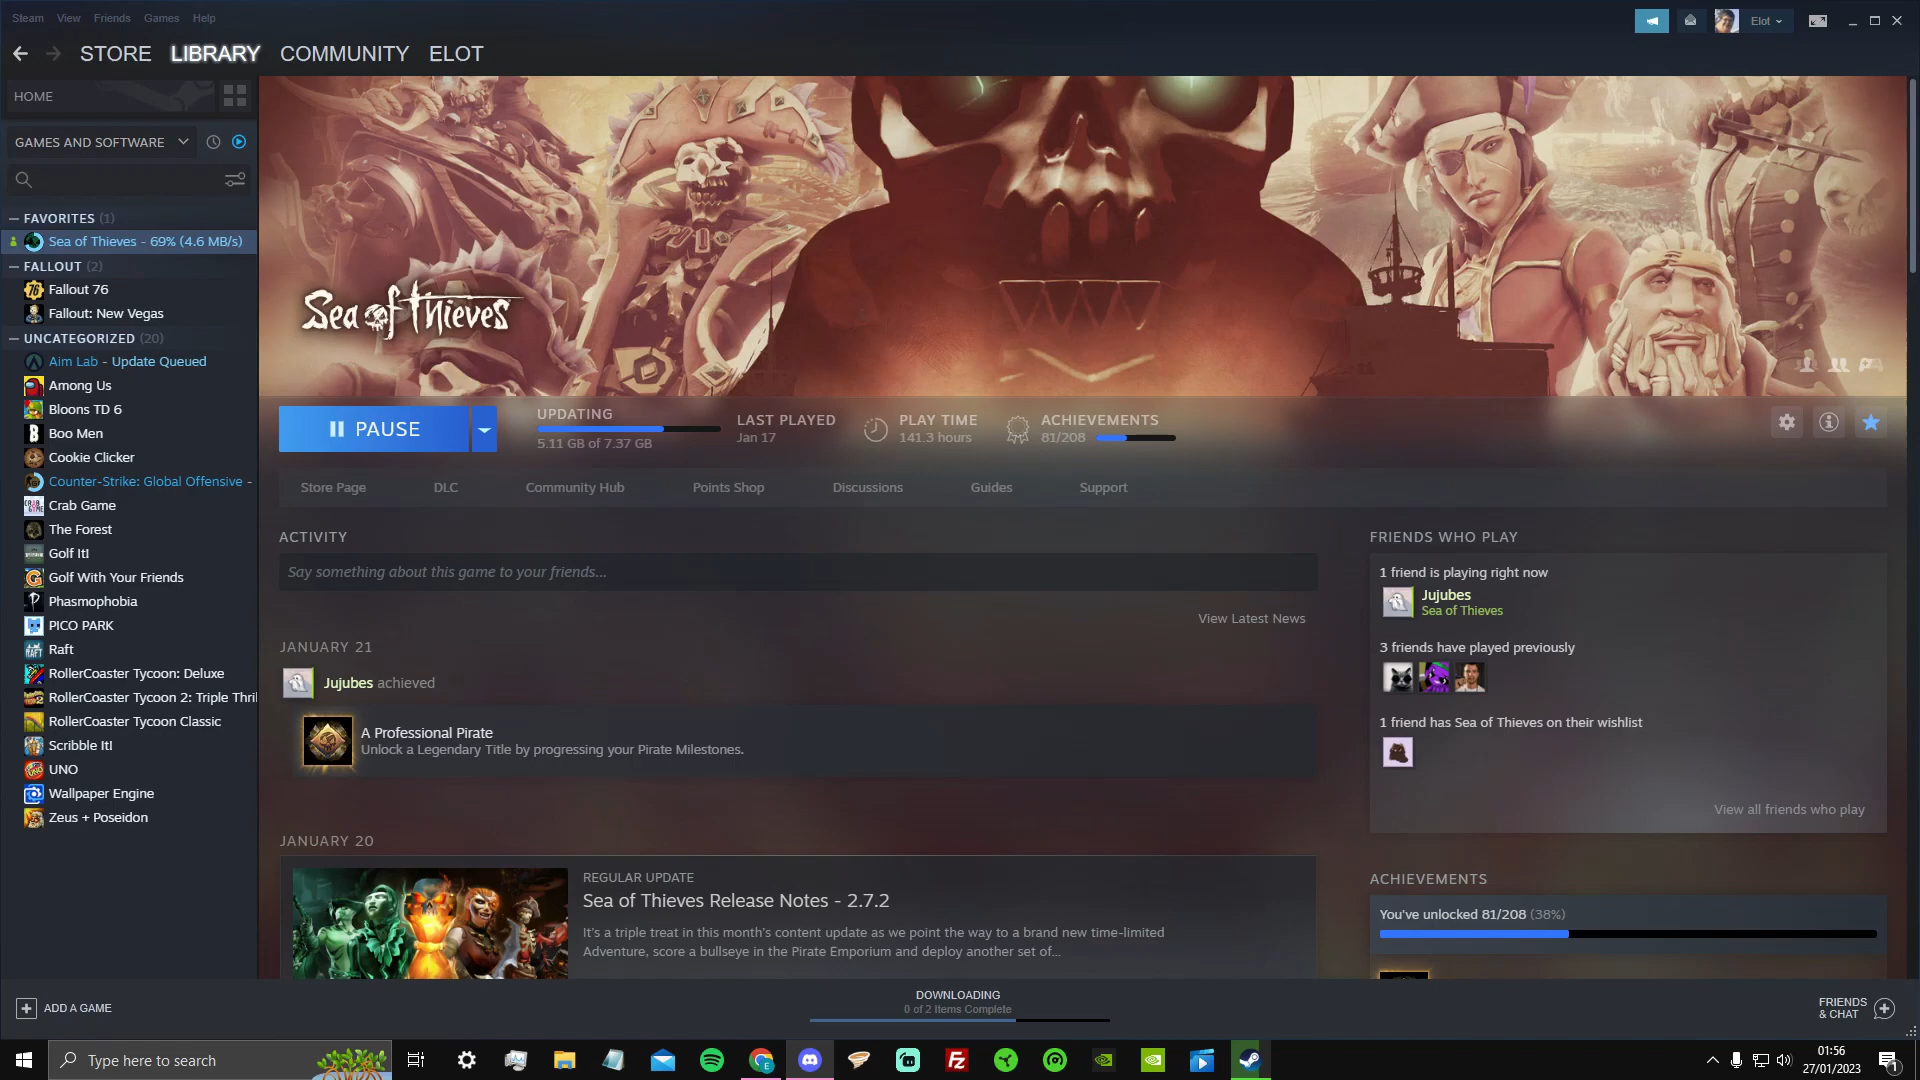 Steam View Friends Games Help
Elot
STORE LIBRARY COMMUNITY ELOT
HOME
GAMES AND SOFTWARE
FAVORITES (1)
Sea of Thieves - 69% (4.6 MB/s)
FALLOUT (2)
Fallout 76
Fallout: New Vegas
UNCATEGORIZED (20)
Aim Lab - Update Queued
Among Us
Bloons TD 6
Boo Men
Cookie Clicker
Counter-Strike: Global Offensive -
Crab Game
The Forest
Golf It!
Golf With Your Friends
Phasmophobia
PICO PARK
Raft
RollerCoaster Tycoon: Deluxe
RollerCoaster Tycoon 2: Triple Thri
RollerCoaster Tycoon Classic
Scribble It!
UNO
Wallpaper Engine
Zeus + Poseidon
Sea of Thieves
PAUSE
UPDATING
5.11 GB of 7.37 GB
LAST PLAYED
Jan 17
PLAY TIME
141.3 hours
ACHIEVEMENTS
81/208
Store Page DLC Community Hub Points Shop Discussions Guides Support
ACTIVITY
Say something about this game to your friends...
View Latest News
JANUARY 21
Jujubes achieved
A Professional Pirate
Unlock a Legendary Title by progressing your Pirate Milestones.
JANUARY 20
REGULAR UPDATE
Sea of Thieves Release Notes - 2.7.2
It's a triple treat in this month's content update as we point the way to a brand new time-limited
Adventure, score a bullseye in the Pirate Emporium and deploy another set of...
FRIENDS WHO PLAY
1 friend is playing right now
Jujubes
Sea of Thieves
3 friends have played previously
1 friend has Sea of Thieves on their wishlist
View all friends who play
ACHIEVEMENTS
You've unlocked 81/208 (38%)
ADD A GAME
DOWNLOADING
0 of 2 Items Complete
FRIENDS
& CHAT
Type here to search
01:56
27/01/2023
1